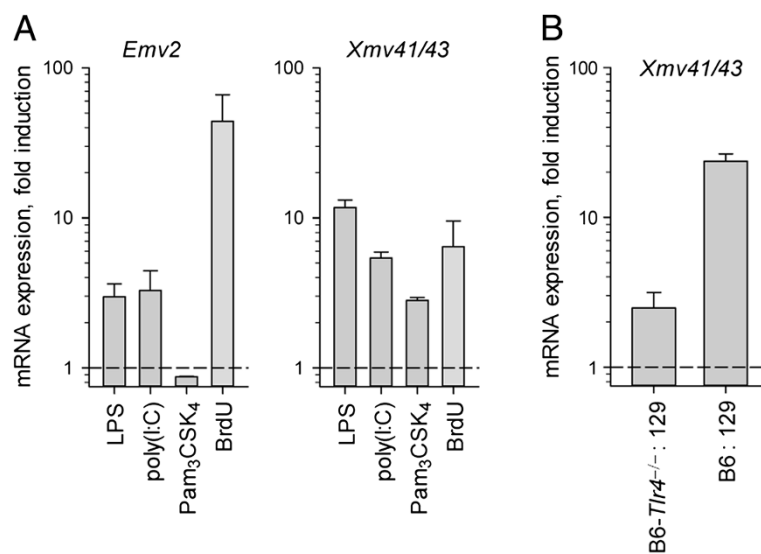 A
B
Emv2
Xmv41/43
Xmv41/43
mRNA expression, fold induction
100
10
1
LPS
poly(I:C)
Pam₃CSK₄
BrdU
100
10
1
LPS
poly(I:C)
Pam₃CSK₄
BrdU
mRNA expression, fold induction
100
10
1
B6-Tlr4⁻/⁻ : 129
B6 : 129